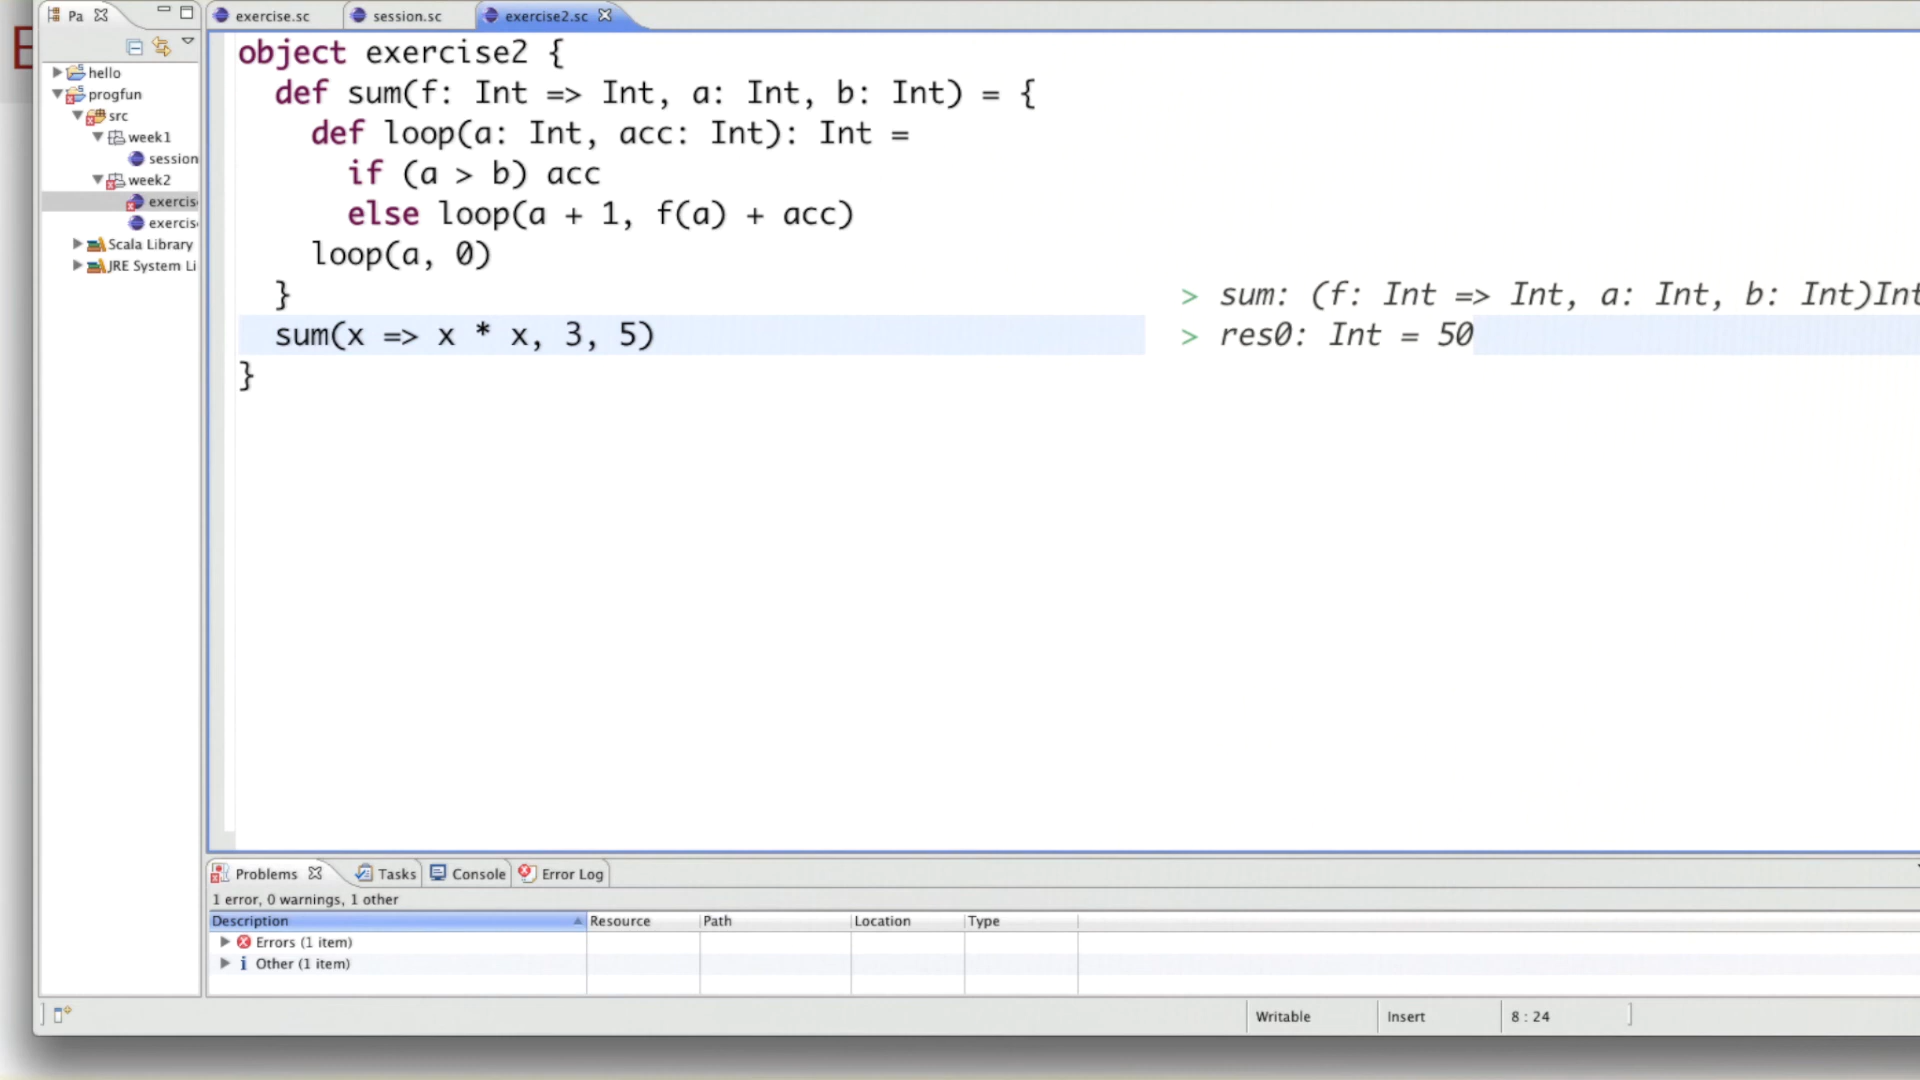 Pa
exercise.sc
session.sc
exercise2.sc
hello
progfun
src
week1
session
week2
exercis
exercis
Scala Library
JRE System Li
object exercise2 {
def sum(f: Int => Int, a: Int, b: Int) = {
def loop(a: Int, acc: Int): Int =
if (a > b) acc
else loop(a + 1, f(a) + acc)
loop(a, 0)
}
> sum: (f: Int => Int, a: Int, b: Int)Int
sum(x => x * x, 3, 5)
> res0: Int = 50
}
Problems
Tasks
Console
Error Log
1 error, 0 warnings, 1 other
Description
Resource
Path
Location
Type
Errors (1 item)
Other (1 item)
Writable
Insert
8 : 24